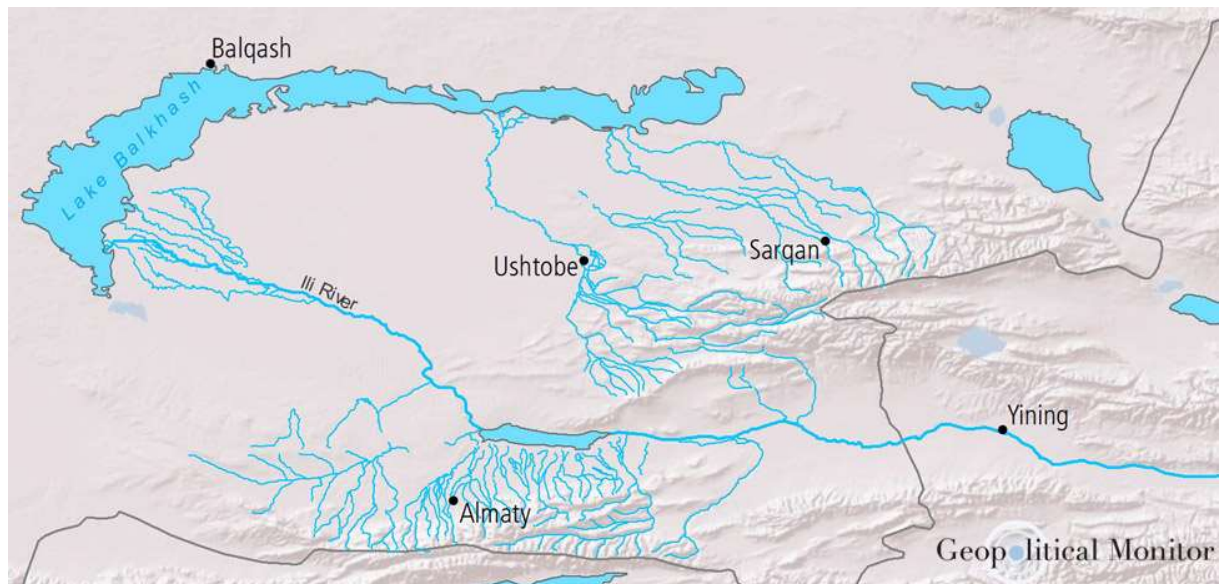 Balqash
Lake Balkhash
Sarqan
Ushtobe
Ili River
Yining
Almaty
Geopolitical Monitor